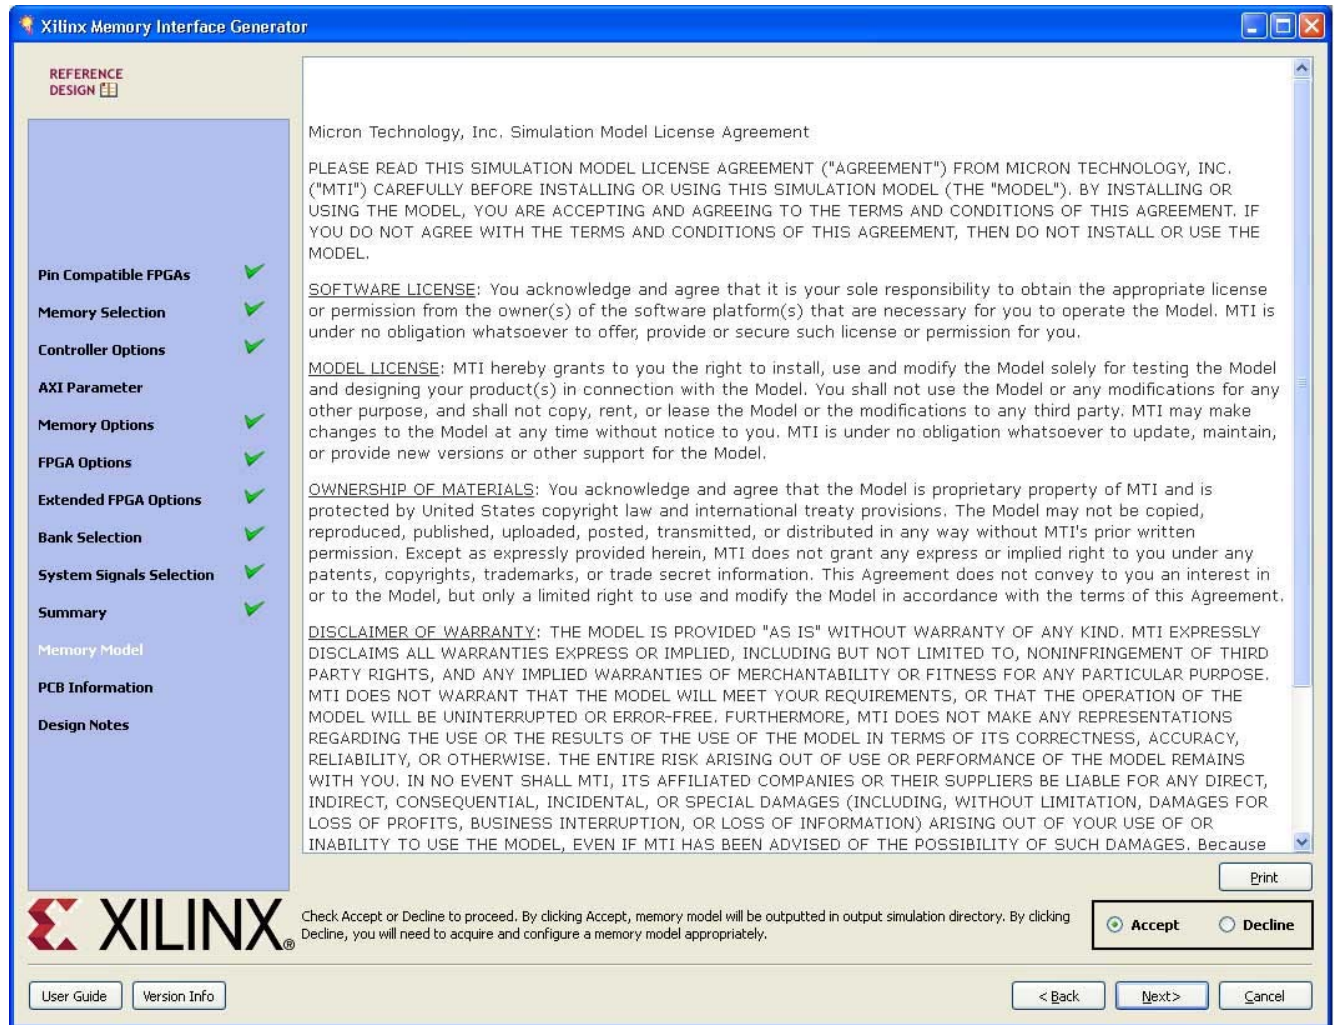 Xilinx Memory Interface Generator
REFERENCE
DESIGN
Pin Compatible FPGAs
Memory Selection
Controller Options
AXI Parameter
Memory Options
FPGA Options
Extended FPGA Options
Bank Selection
System Signals Selection
Summary
Memory Model
PCB Information
Design Notes
Micron Technology, Inc. Simulation Model License Agreement
PLEASE READ THIS SIMULATION MODEL LICENSE AGREEMENT ("AGREEMENT") FROM MICRON TECHNOLOGY, INC.
("MTI") CAREFULLY BEFORE INSTALLING OR USING THIS SIMULATION MODEL (THE "MODEL"). BY INSTALLING OR
USING THE MODEL, YOU ARE ACCEPTING AND AGREEING TO THE TERMS AND CONDITIONS OF THIS AGREEMENT. IF
YOU DO NOT AGREE WITH THE TERMS AND CONDITIONS OF THIS AGREEMENT, THEN DO NOT INSTALL OR USE THE
MODEL.
SOFTWARE LICENSE: You acknowledge and agree that it is your sole responsibility to obtain the appropriate license
or permission from the owner(s) of the software platform(s) that are necessary for you to operate the Model. MTI is
under no obligation whatsoever to offer, provide or secure such license or permission for you.
MODEL LICENSE: MTI hereby grants to you the right to install, use and modify the Model solely for testing the Model
and designing your product(s) in connection with the Model. You shall not use the Model or any modifications for any
other purpose, and shall not copy, rent, or lease the Model or the modifications to any third party. MTI may make
changes to the Model at any time without notice to you. MTI is under no obligation whatsoever to update, maintain,
or provide new versions or other support for the Model.
OWNERSHIP OF MATERIALS: You acknowledge and agree that the Model is proprietary property of MTI and is
protected by United States copyright law and international treaty provisions. The Model may not be copied,
reproduced, published, uploaded, posted, transmitted, or distributed in any way without MTI's prior written
permission. Except as expressly provided herein, MTI does not grant any express or implied right to you under any
patents, copyrights, trademarks, or trade secret information. This Agreement does not convey to you an interest in
or to the Model, but only a limited right to use and modify the Model in accordance with the terms of this Agreement.
DISCLAIMER OF WARRANTY: THE MODEL IS PROVIDED "AS IS" WITHOUT WARRANTY OF ANY KIND. MTI EXPRESSLY
DISCLAIMS ALL WARRANTIES EXPRESS OR IMPLIED, INCLUDING BUT NOT LIMITED TO, NONINFRINGEMENT OF THIRD
PARTY RIGHTS, AND ANY IMPLIED WARRANTIES OF MERCHANTABILITY OR FITNESS FOR ANY PARTICULAR PURPOSE.
MTI DOES NOT WARRANT THAT THE MODEL WILL MEET YOUR REQUIREMENTS, OR THAT THE OPERATION OF THE
MODEL WILL BE UNINTERRUPTED OR ERROR-FREE. FURTHERMORE, MTI DOES NOT MAKE ANY REPRESENTATIONS
REGARDING THE USE OR THE RESULTS OF THE USE OF THE MODEL IN TERMS OF ITS CORRECTNESS, ACCURACY,
RELIABILITY, OR OTHERWISE. THE ENTIRE RISK ARISING OUT OF USE OR PERFORMANCE OF THE MODEL REMAINS
WITH YOU. IN NO EVENT SHALL MTI, ITS AFFILIATED COMPANIES OR THEIR SUPPLIERS BE LIABLE FOR ANY DIRECT,
INDIRECT, CONSEQUENTIAL, INCIDENTAL, OR SPECIAL DAMAGES (INCLUDING, WITHOUT LIMITATION, DAMAGES FOR
LOSS OF PROFITS, BUSINESS INTERRUPTION, OR LOSS OF INFORMATION) ARISING OUT OF YOUR USE OF OR
INABILITY TO USE THE MODEL, EVEN IF MTI HAS BEEN ADVISED OF THE POSSIBILITY OF SUCH DAMAGES. Because
Print
XILINX®
Check Accept or Decline to proceed. By clicking Accept, memory model will be outputted in output simulation directory. By clicking
Decline, you will need to acquire and configure a memory model appropriately.
Accept Decline
User Guide Version Info < Back Next> Cancel